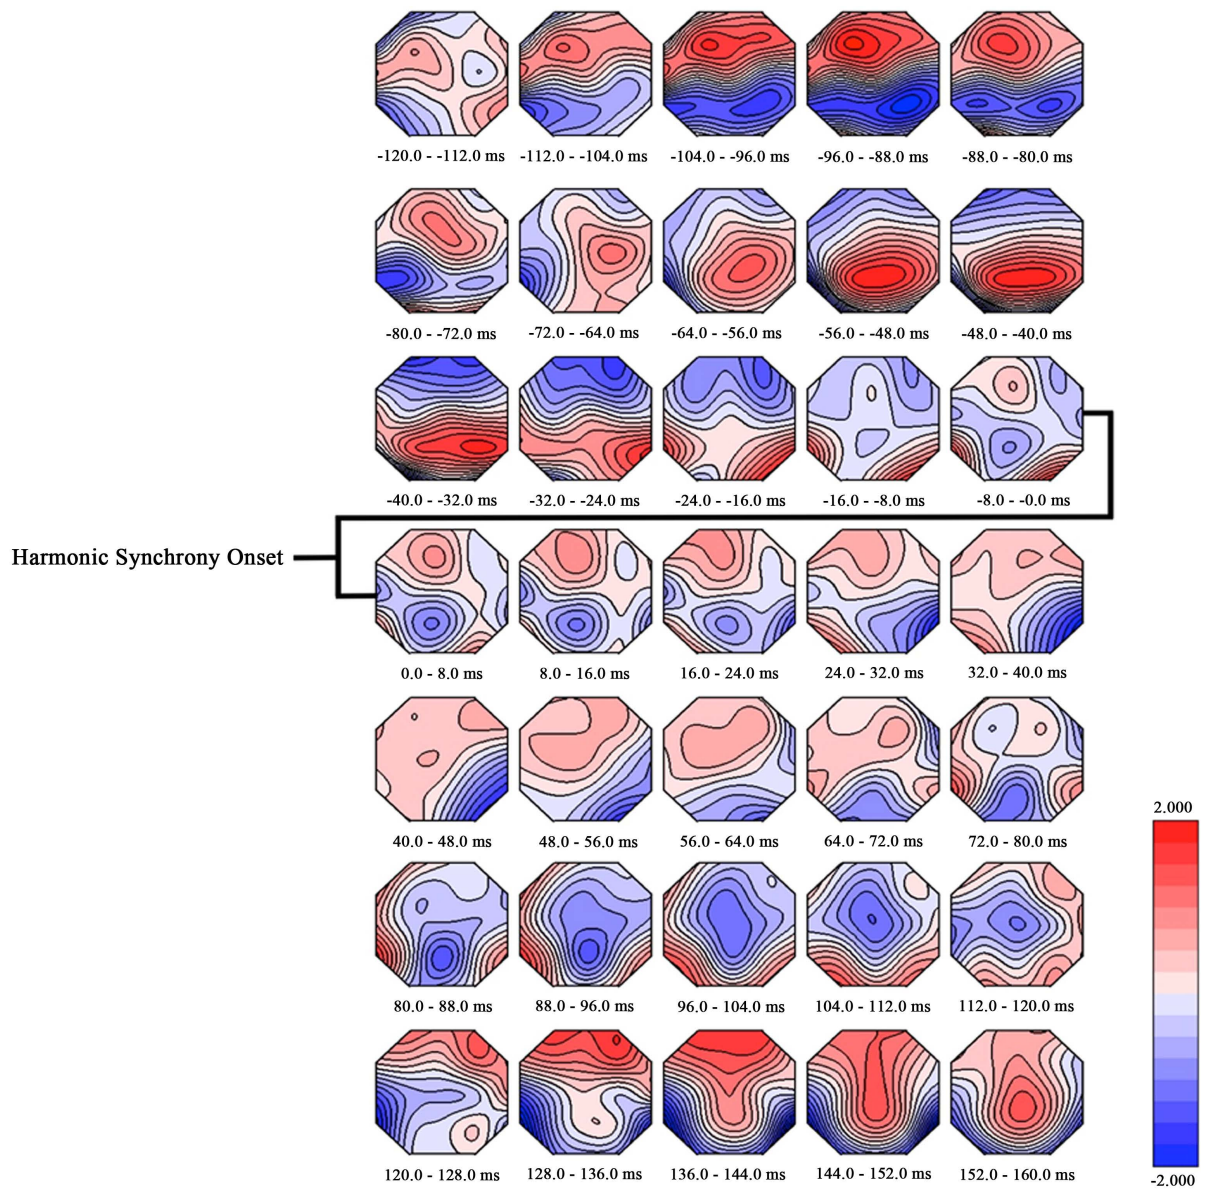 -120.0 - -112.0 ms
-112.0 - -104.0 ms
-104.0 - -96.0 ms
-96.0 - -88.0 ms
-88.0 - -80.0 ms
-80.0 - -72.0 ms
-72.0 - -64.0 ms
-64.0 - -56.0 ms
-56.0 - -48.0 ms
-48.0 - -40.0 ms
-40.0 - -32.0 ms
-32.0 - -24.0 ms
-24.0 - -16.0 ms
-16.0 - -8.0 ms
-8.0 - -0.0 ms
Harmonic Synchrony Onset
0.0 - 8.0 ms
8.0 - 16.0 ms
16.0 - 24.0 ms
24.0 - 32.0 ms
32.0 - 40.0 ms
40.0 - 48.0 ms
48.0 - 56.0 ms
56.0 - 64.0 ms
64.0 - 72.0 ms
72.0 - 80.0 ms
80.0 - 88.0 ms
88.0 - 96.0 ms
96.0 - 104.0 ms
104.0 - 112.0 ms
112.0 - 120.0 ms
120.0 - 128.0 ms
128.0 - 136.0 ms
136.0 - 144.0 ms
144.0 - 152.0 ms
152.0 - 160.0 ms
2.000
-2.000